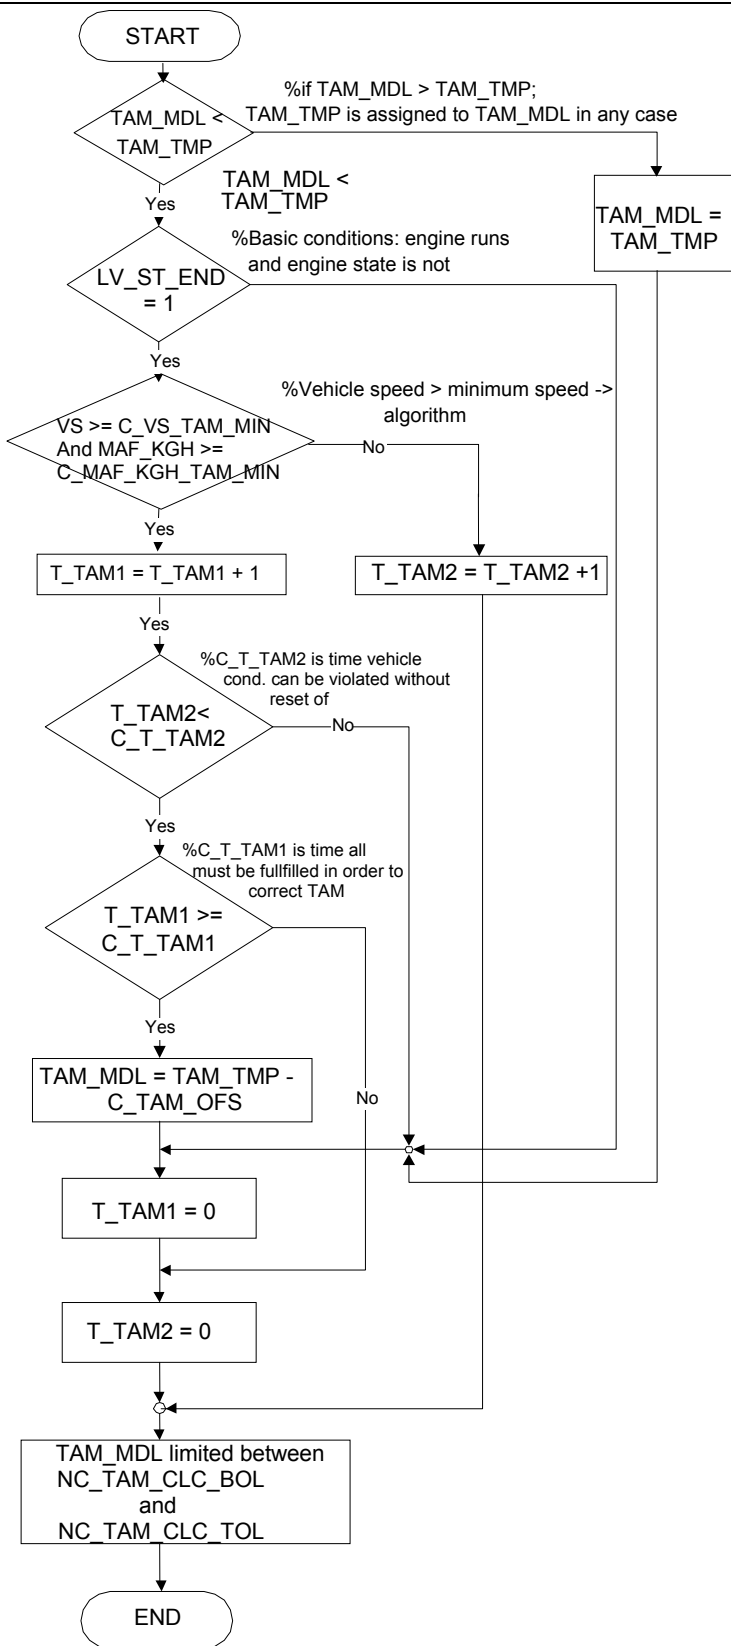 START
%if TAM_MDL > TAM_TMP;
TAM_TMP is assigned to TAM_MDL in any case
TAM_MDL <
TAM_TMP
TAM_MDL <
TAM_TMP
Yes
TAM_MDL =
TAM_TMP
%Basic conditions: engine runs
and engine state is not
LV_ST_END
= 1
Yes
%Vehicle speed > minimum speed ->
algorithm
VS >= C_VS_TAM_MIN
And MAF_KGH >=
C_MAF_KGH_TAM_MIN
No
Yes
T_TAM1 = T_TAM1 + 1
T_TAM2 = T_TAM2 +1
Yes
%C_T_TAM2 is time vehicle
cond. can be violated without
reset of
T_TAM2<
C_T_TAM2
No
Yes
%C_T_TAM1 is time all
must be fullfilled in order to
correct TAM
T_TAM1 >=
C_T_TAM1
Yes
TAM_MDL = TAM_TMP -
C_TAM_OFS
No
T_TAM1 = 0
T_TAM2 = 0
TAM_MDL limited between
NC_TAM_CLC_BOL
and
NC_TAM_CLC_TOL
END